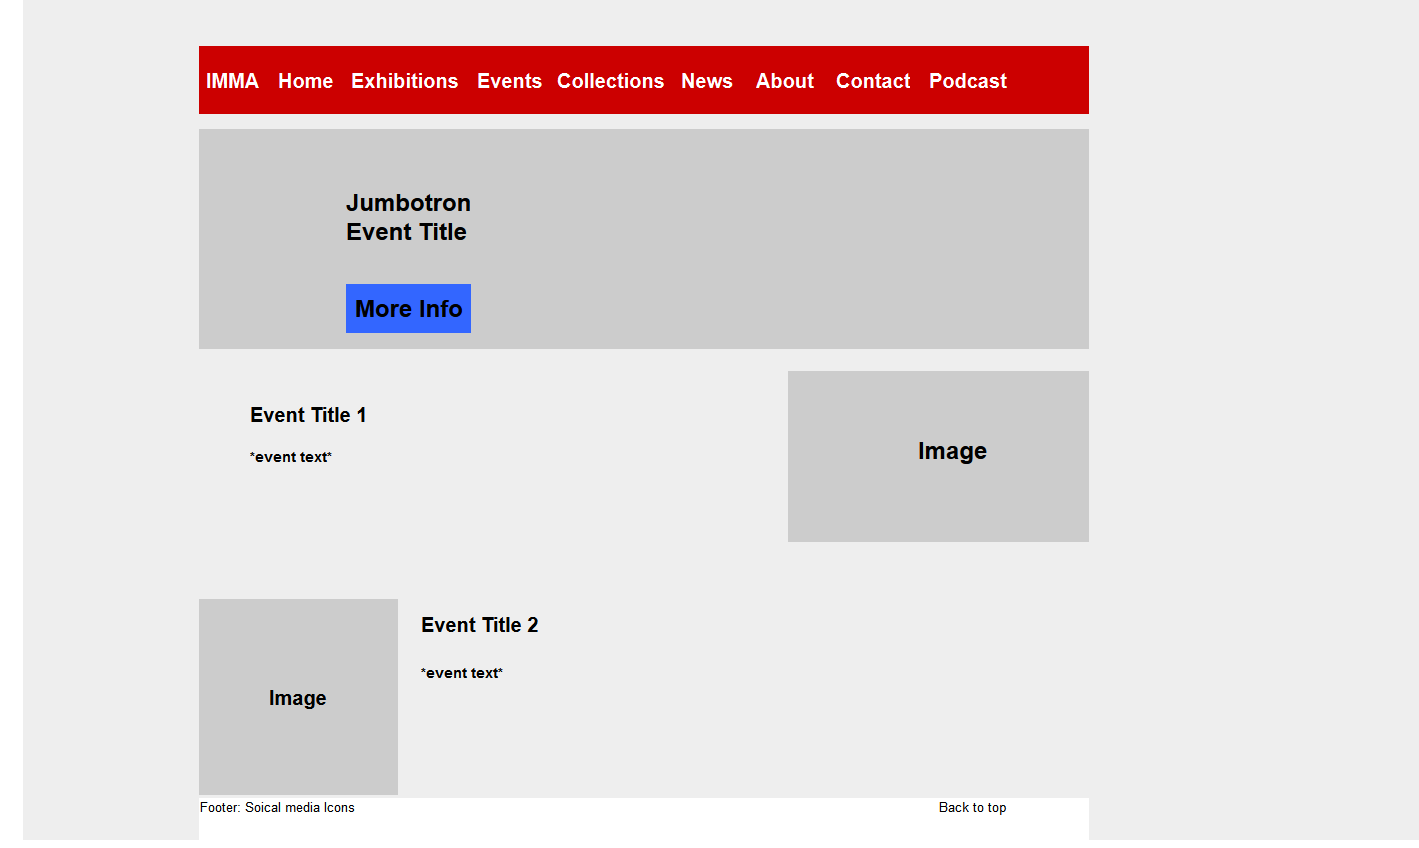 IMMA Home Exhibitions Events Collections News About Contact Podcast
Jumbotron
Event Title
More Info
Event Title 1
*event text*
Image
Event Title 2
*event text*
Image
Footer: Soical media Icons Back to top